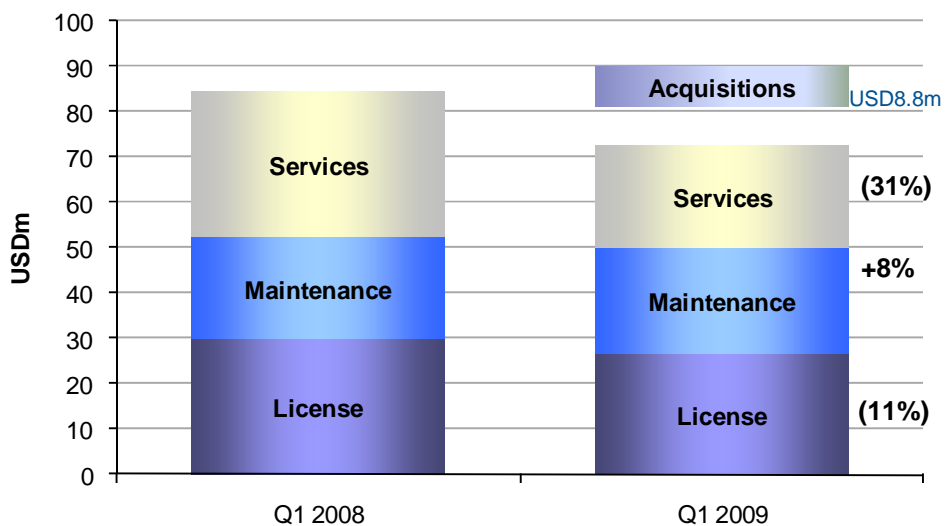 USDm
100
90
80
70
60
50
40
30
20
10
0
Services
Maintenance
License
Acquisitions
USD8.8m
Services
(31%)
Maintenance
+8%
License
(11%)
Q1 2008
Q1 2009